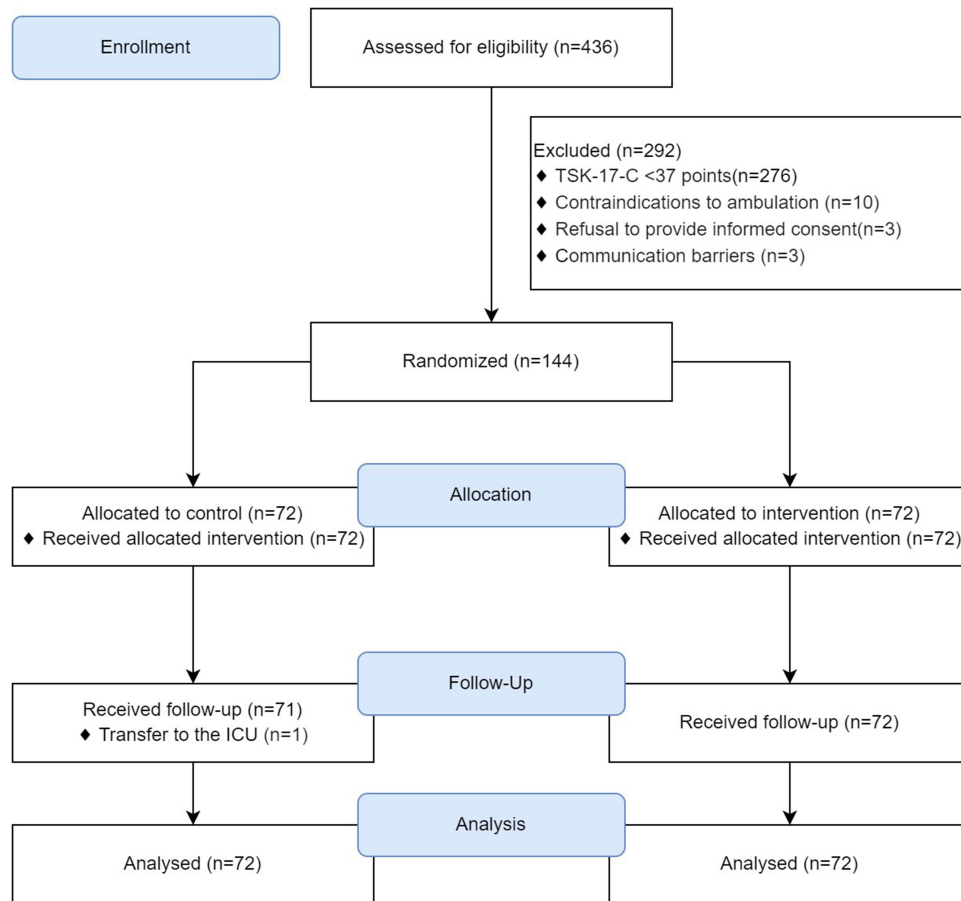 Enrollment
Assessed for eligibility (n=436)
Excluded (n=292)
♦ TSK-17-C <37 points(n=276)
♦ Contraindications to ambulation (n=10)
♦ Refusal to provide informed consent(n=3)
♦ Communication barriers (n=3)
Randomized (n=144)
Allocation
Allocated to control (n=72)
♦ Received allocated intervention (n=72)
Allocated to intervention (n=72)
♦ Received allocated intervention (n=72)
Follow-Up
Received follow-up (n=71)
♦ Transfer to the ICU (n=1)
Received follow-up (n=72)
Analysis
Analysed (n=72)
Analysed (n=72)